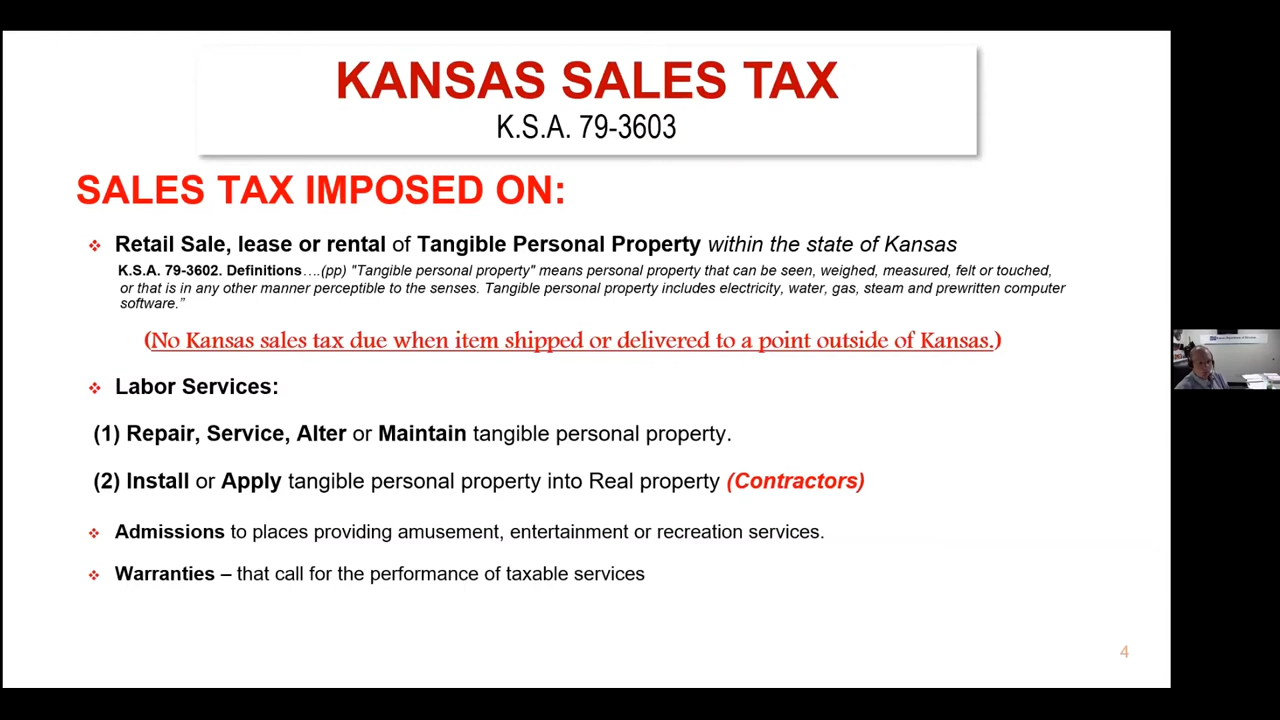 KANSAS SALES TAX
K.S.A. 79-3603
SALES TAX IMPOSED ON:
❖ Retail Sale, lease or rental of Tangible Personal Property within the state of Kansas
K.S.A. 79-3602. Definitions….(pp) "Tangible personal property" means personal property that can be seen, weighed, measured, felt or touched,
or that is in any other manner perceptible to the senses. Tangible personal property includes electricity, water, gas, steam and prewritten computer
software.”
(No Kansas sales tax due when item shipped or delivered to a point outside of Kansas.)
❖ Labor Services:
(1) Repair, Service, Alter or Maintain tangible personal property.
(2) Install or Apply tangible personal property into Real property (Contractors)
❖ Admissions to places providing amusement, entertainment or recreation services.
❖ Warranties – that call for the performance of taxable services
4